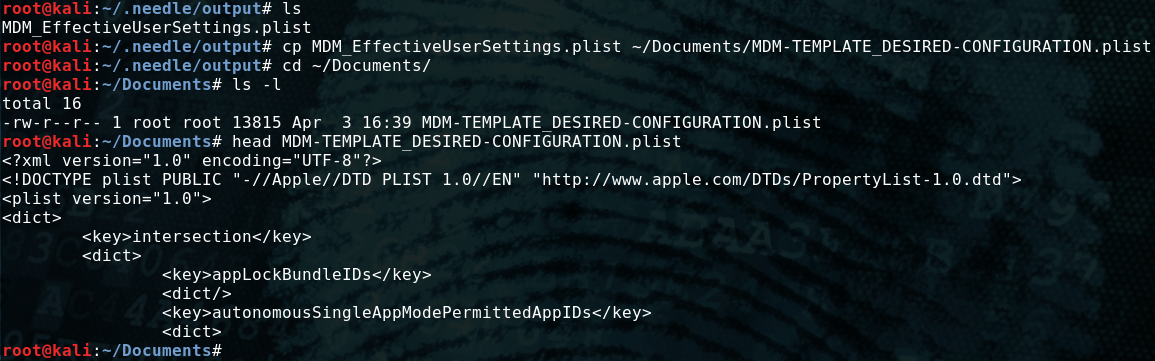 root@kali:~/.needle/output# ls
MDM_EffectiveUserSettings.plist
root@kali:~/.needle/output# cp MDM_EffectiveUserSettings.plist ~/Documents/MDM-TEMPLATE_DESIRED-CONFIGURATION.plist
root@kali:~/.needle/output# cd ~/Documents/
root@kali:~/Documents# ls -l
total 16
-rw-r--r-- 1 root root 13815 Apr  3 16:39 MDM-TEMPLATE_DESIRED-CONFIGURATION.plist
root@kali:~/Documents# head MDM-TEMPLATE_DESIRED-CONFIGURATION.plist
<?xml version="1.0" encoding="UTF-8"?>
<!DOCTYPE plist PUBLIC "-//Apple//DTD PLIST 1.0//EN" "http://www.apple.com/DTDs/PropertyList-1.0.dtd">
<plist version="1.0">
<dict>
        <key>intersection</key>
        <dict>
                <key>appLockBundleIDs</key>
                <dict/>
                <key>autonomousSingleAppModePermittedAppIDs</key>
                <dict>
root@kali:~/Documents#